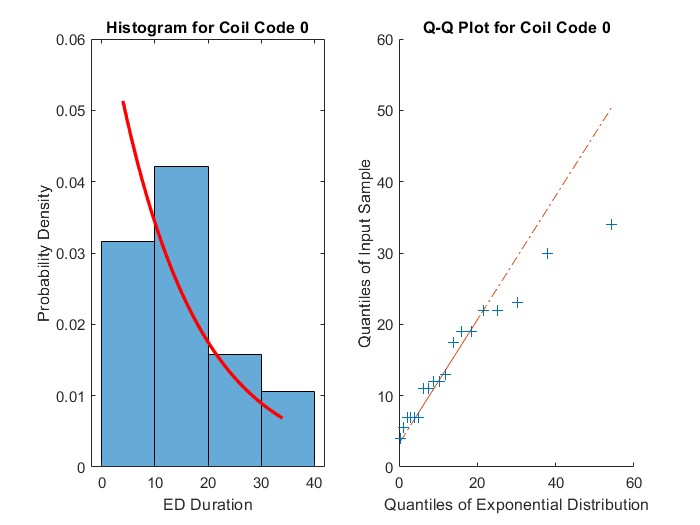 Histogram for Coil Code 0
0.06
0.05
0.04
0.03
0.02
0.01
0
Probability Density
0 10 20 30 40
ED Duration
Q-Q Plot for Coil Code 0
60
50
40
30
20
10
0
Quantiles of Input Sample
0 20 40 60
Quantiles of Exponential Distribution